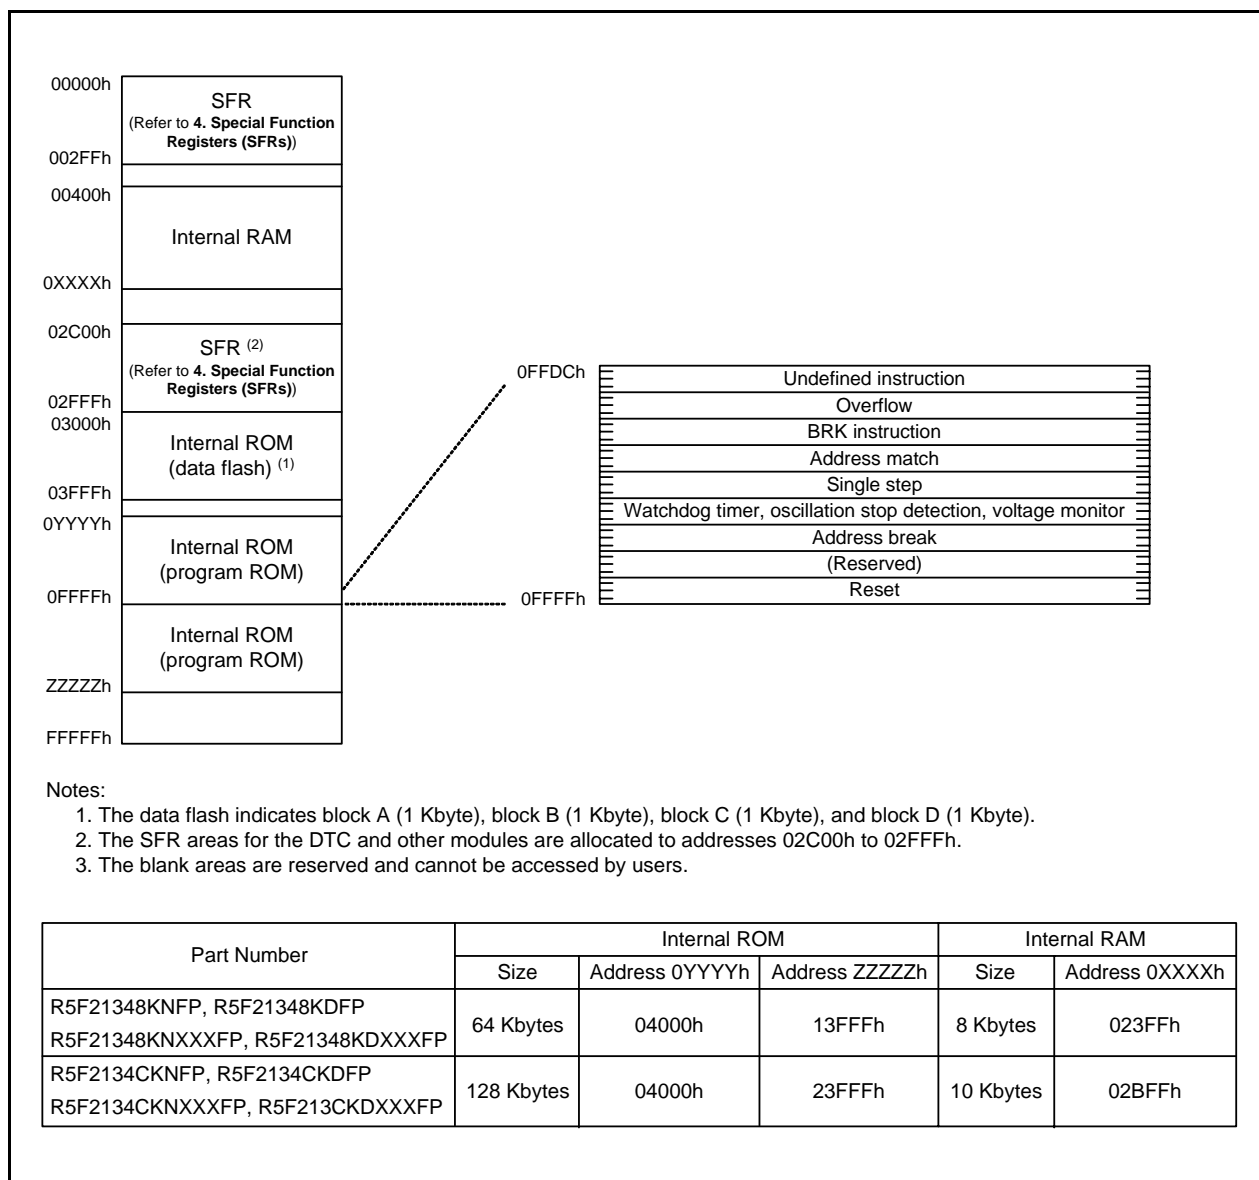 00000h
SFR
(Refer to 4. Special Function
Registers (SFRs))
002FFh
00400h
Internal RAM
0XXXXh
02C00h
SFR (2)
(Refer to 4. Special Function
Registers (SFRs))
02FFFh
03000h
Internal ROM
(data flash) (1)
03FFFh
0YYYYh
Internal ROM
(program ROM)
0FFFFh
Internal ROM
(program ROM)
ZZZZZh
FFFFFh
0FFDCh
Undefined instruction
Overflow
BRK instruction
Address match
Single step
Watchdog timer, oscillation stop detection, voltage monitor
Address break
(Reserved)
0FFFFh
Reset
Notes:
1. The data flash indicates block A (1 Kbyte), block B (1 Kbyte), block C (1 Kbyte), and block D (1 Kbyte).
2. The SFR areas for the DTC and other modules are allocated to addresses 02C00h to 02FFFh.
3. The blank areas are reserved and cannot be accessed by users.
Part Number Internal ROM Internal RAM
Size Address 0YYYYh Address ZZZZZh Size Address 0XXXXh
R5F21348KNFP, R5F21348KDFP
R5F21348KNXXXFP, R5F21348KDXXXFP
64 Kbytes 04000h 13FFFh 8 Kbytes 023FFh
R5F2134CKNFP, R5F2134CKDFP
R5F2134CKNXXXFP, R5F213CKDXXXFP
128 Kbytes 04000h 23FFFh 10 Kbytes 02BFFh